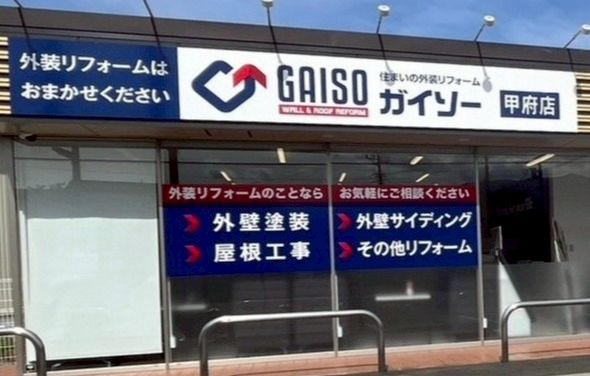 外装リフォームは
おまかせください
GAISO
WALL & ROOF REFORM
住まいの外装リフォーム
ガイソー
甲府店
外装リフォームのことなら
お気軽にご相談ください
外壁塗装
外壁サイディング
屋根工事
その他リフォーム